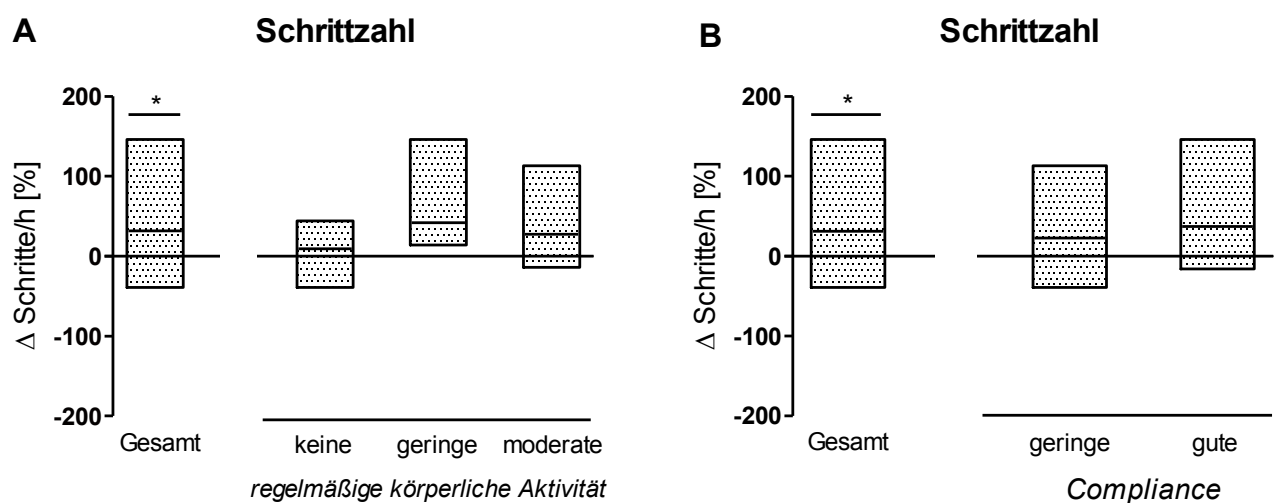 A
Schrittzahl
Δ Schritte/h [%]
200
100
0
-100
-200
*
Gesamt
keine geringe moderate
regelmäßige körperliche Aktivität
B
Schrittzahl
Δ Schritte/h [%]
200
100
0
-100
-200
*
Gesamt
geringe gute
Compliance